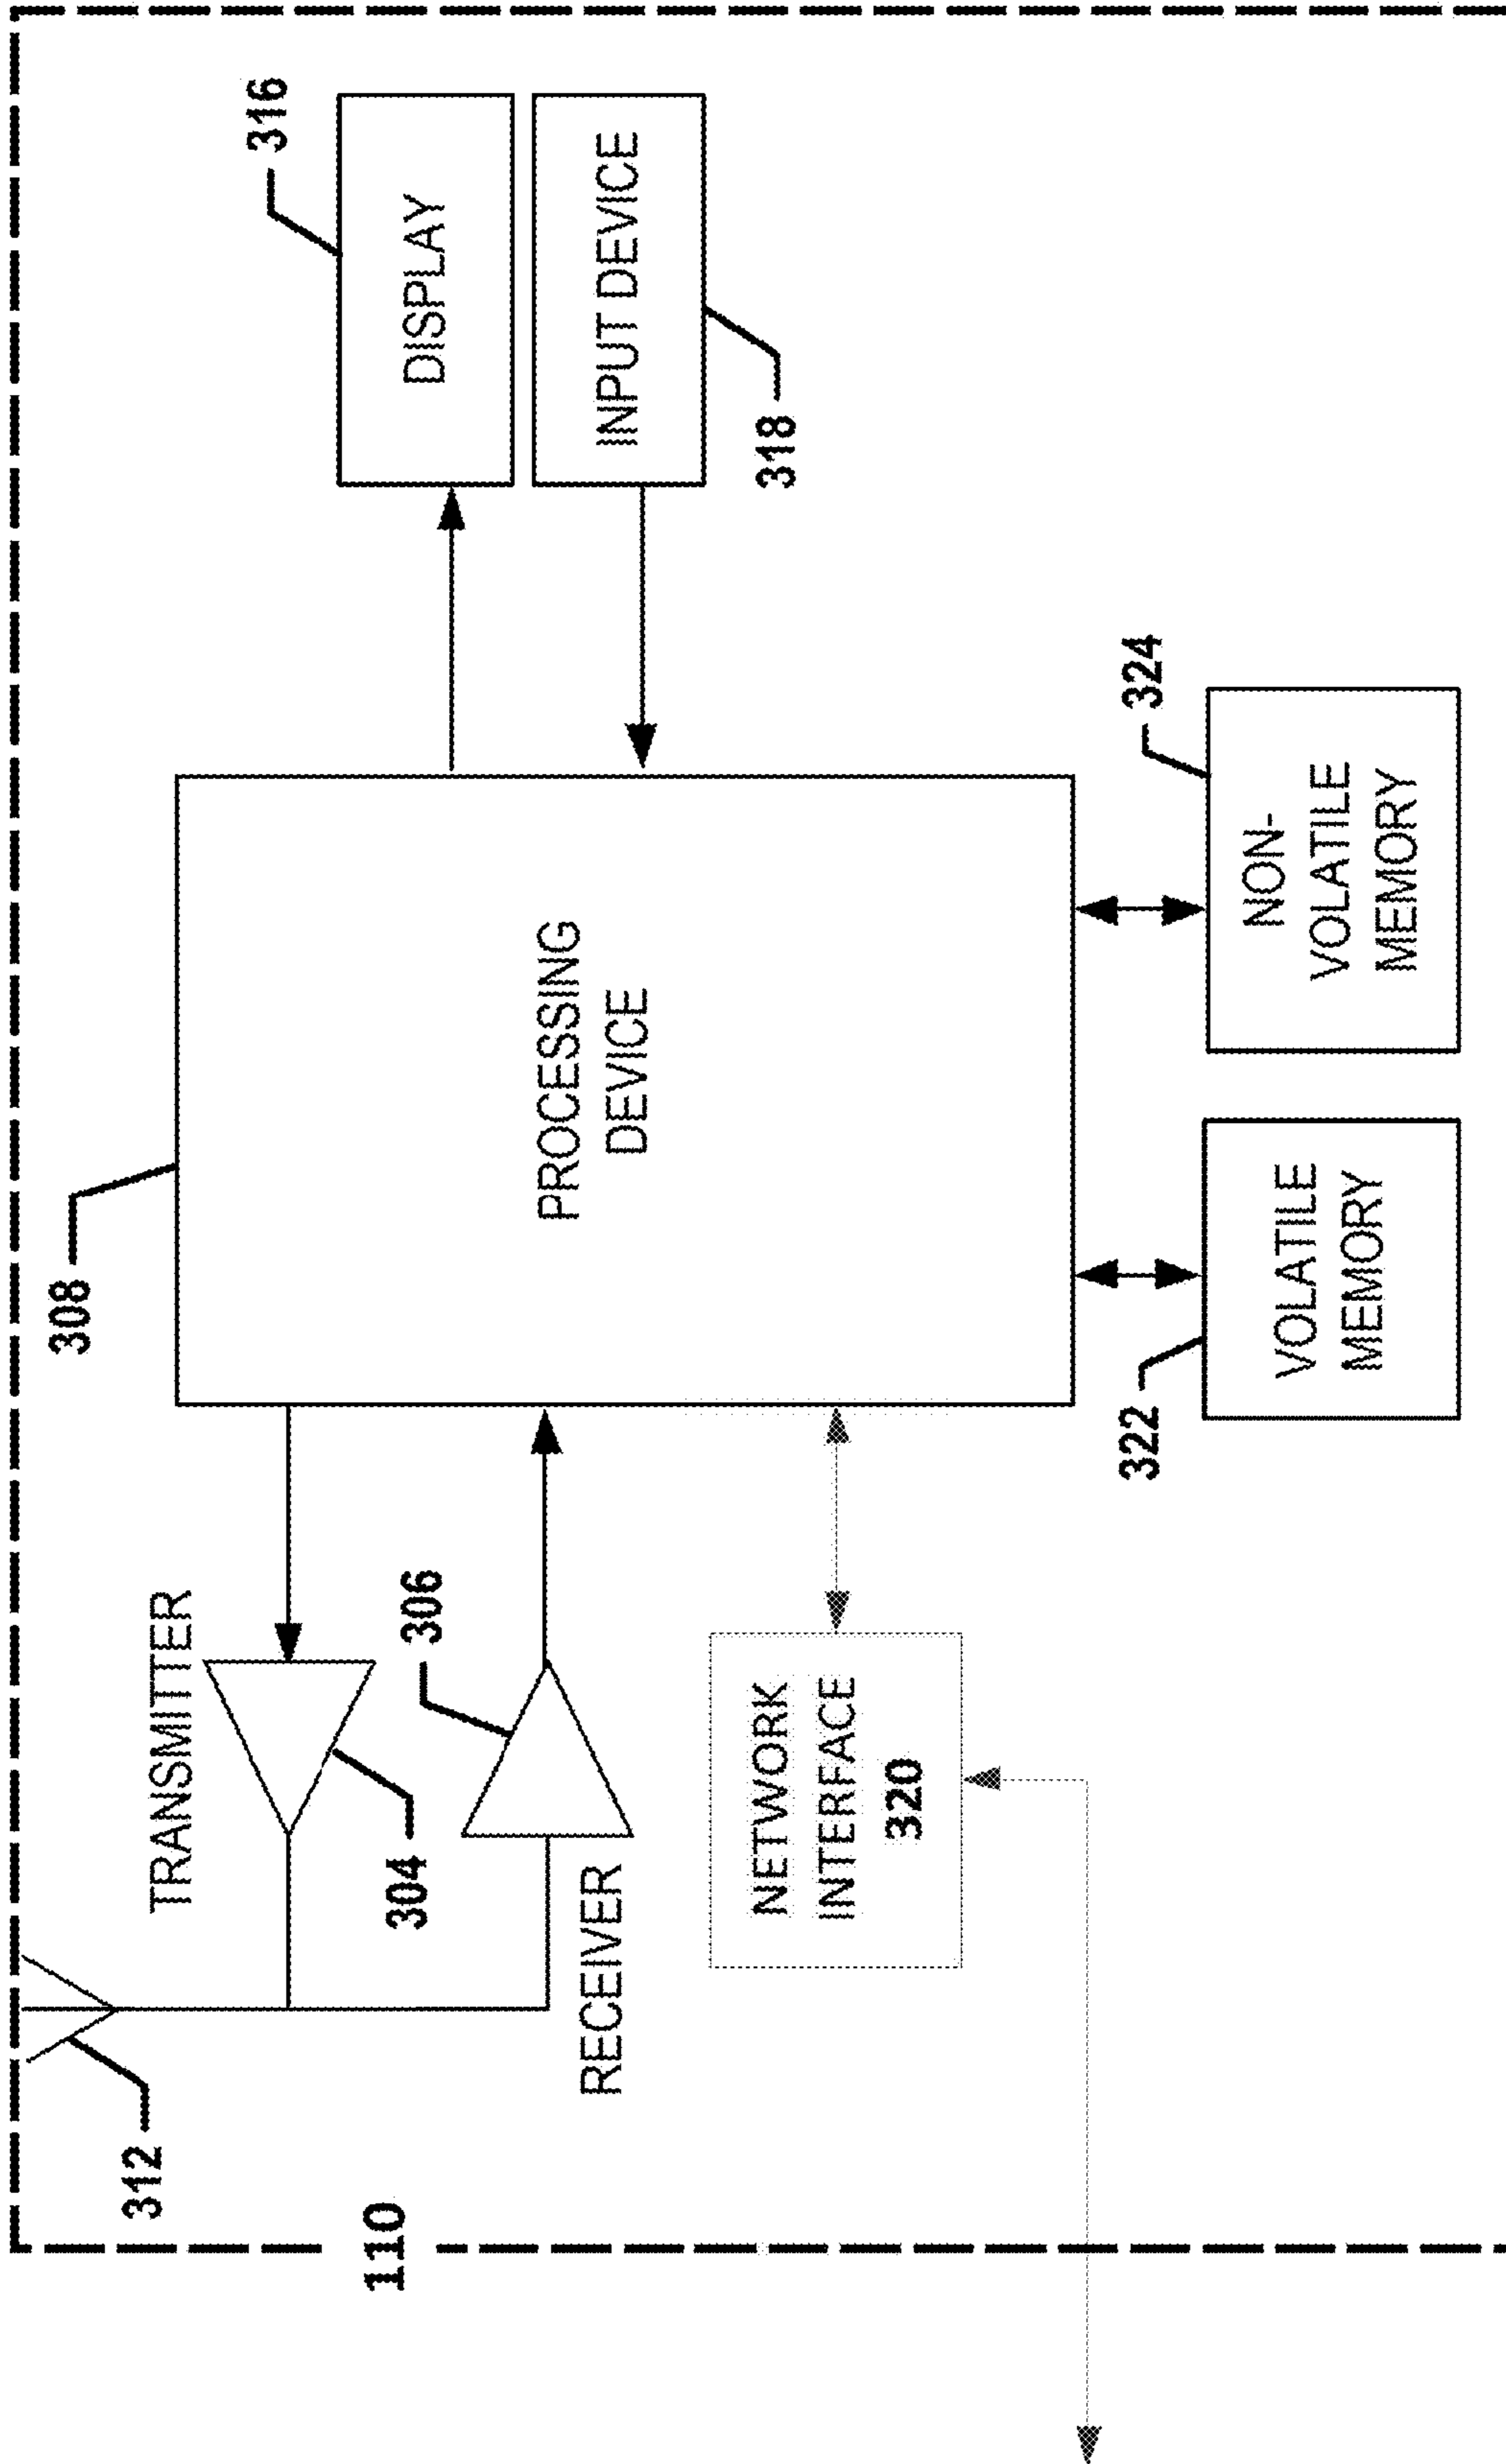 312
110
TRANSMITTER
304
306
RECEIVER
NETWORK
INTERFACE
320
308
PROCESSING
DEVICE
322
VOLATILE
MEMORY
324
NON-
VOLATILE
MEMORY
316
DISPLAY
INPUT DEVICE
318